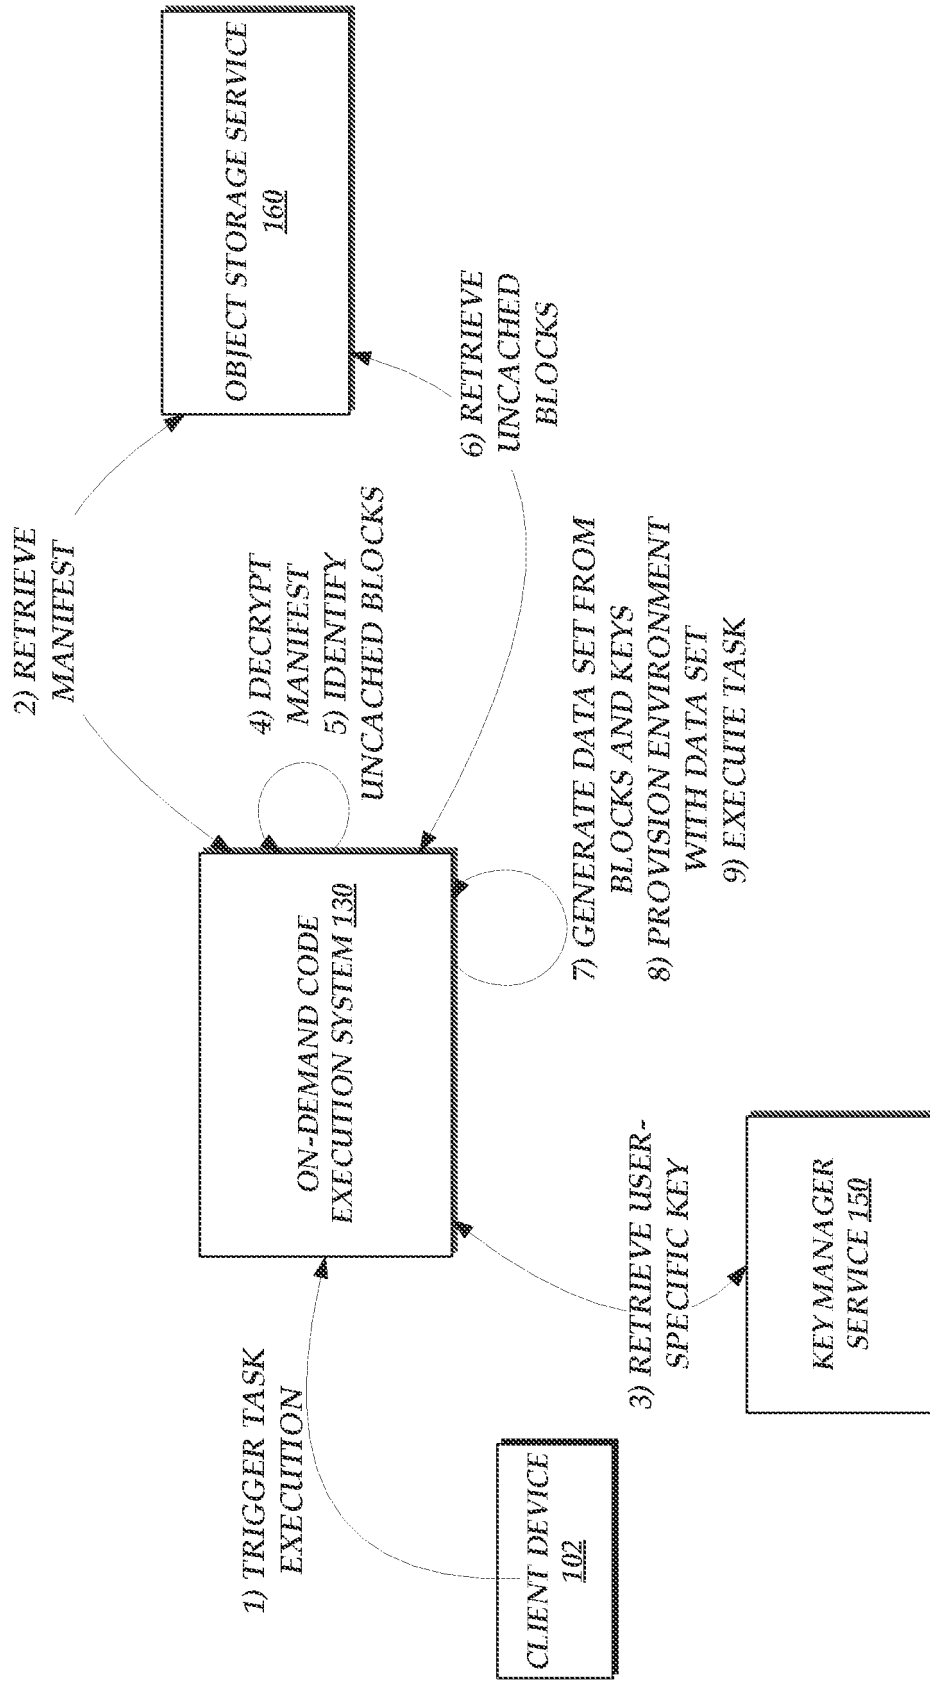 1) TRIGGER TASK
EXECUTION
CLIENT DEVICE
102
2) RETRIEVE
MANIFEST
OBJECT STORAGE SERVICE
160
ON-DEMAND CODE
EXECUTION SYSTEM 130
3) RETRIEVE USER-
SPECIFIC KEY
KEY MANAGER
SERVICE 150
4) DECRYPT
MANIFEST
5) IDENTIFY
UNCACHED BLOCKS
6) RETRIEVE
UNCACHED
BLOCKS
7) GENERATE DATA SET FROM
BLOCKS AND KEYS
8) PROVISION ENVIRONMENT
WITH DATA SET
9) EXECUTE TASK